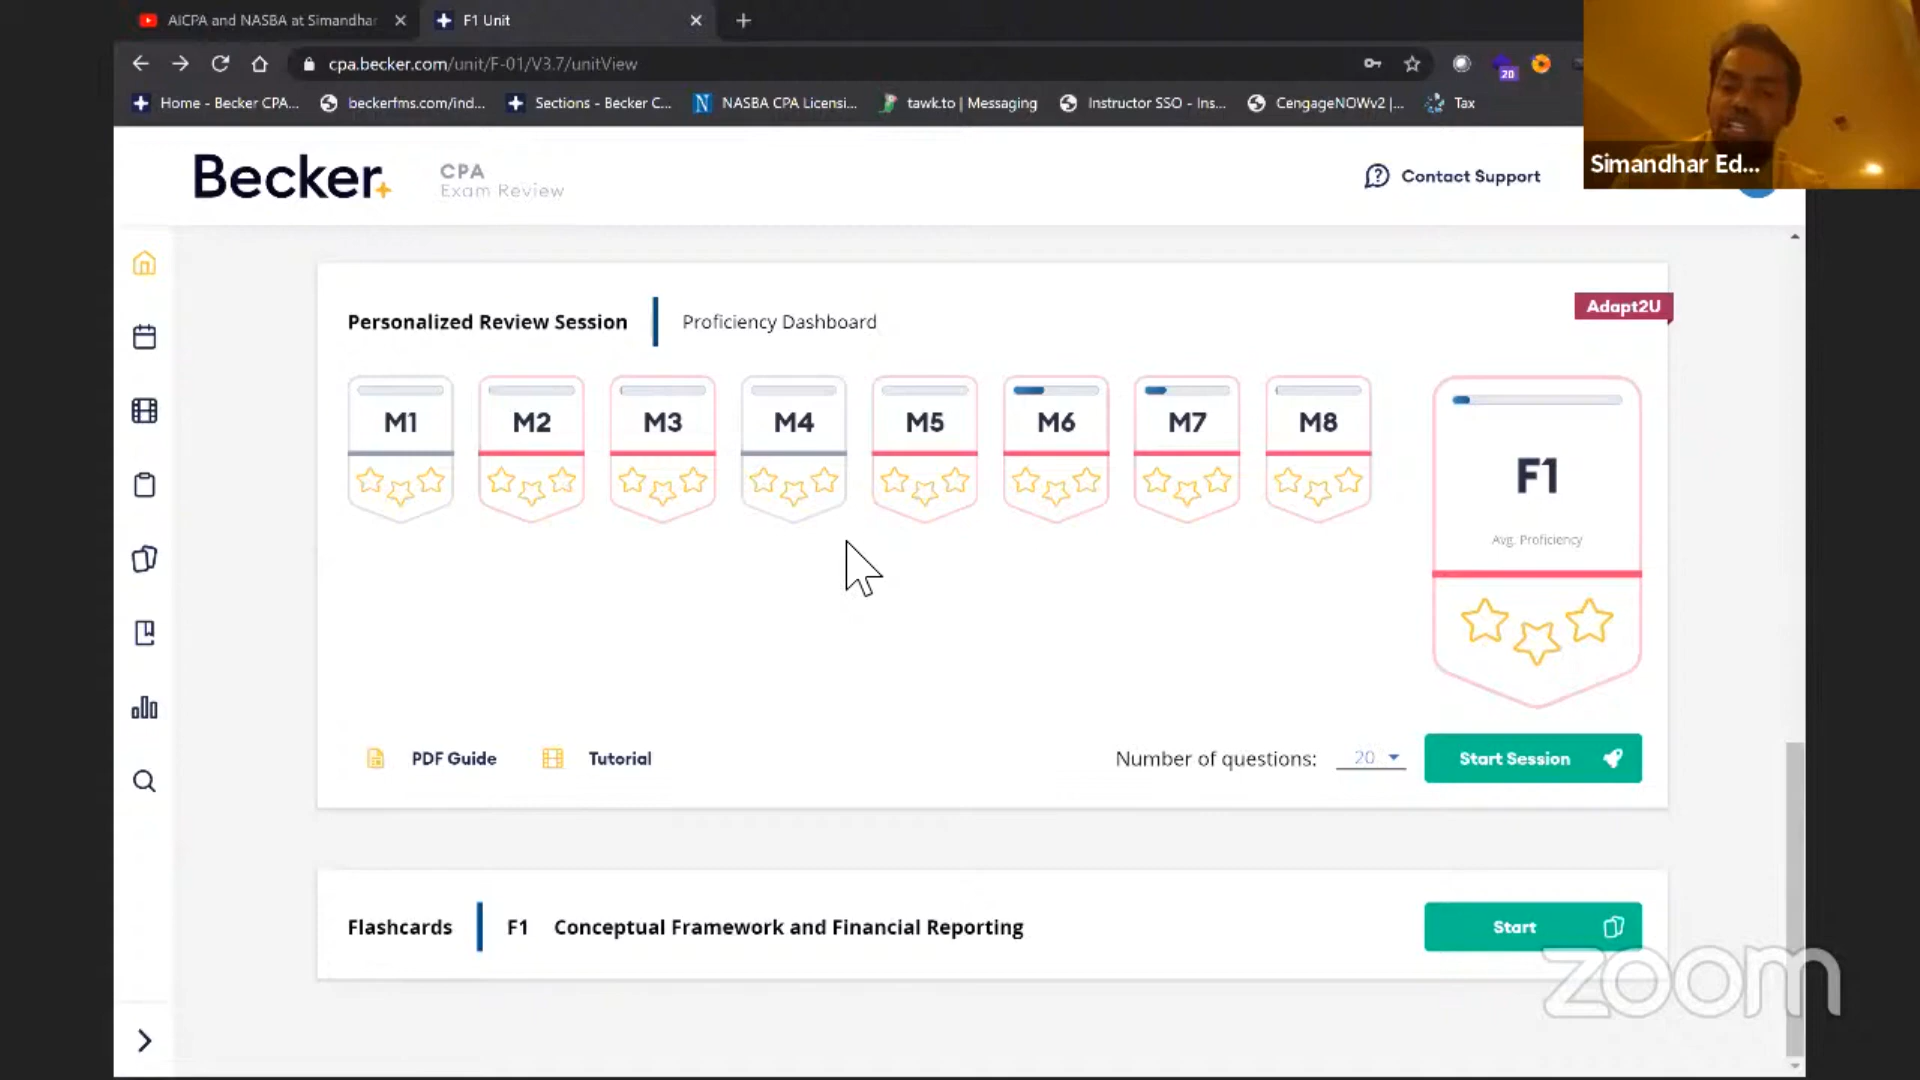 AICPA and NASBA at Simandhar
F1 Unit
cpa.becker.com/unit/F-01/V3.7/unitView
20
Home - Becker CPA...
beckerfms.com/ind...
Sections - Becker C...
NASBA CPA Licensi...
tawk.to | Messaging
Instructor SSO - Ins...
CengageNOWv2 |...
Tax
Becker
CPA
Exam Review
Contact Support
Simandhar Ed...
Adapt2U
Personalized Review Session
Proficiency Dashboard
M1
M2
M3
M4
M5
M6
M7
M8
F1
Avg. Proficiency
PDF Guide
Tutorial
Number of questions:
20
Start Session
Flashcards
F1
Conceptual Framework and Financial Reporting
Start
zoom